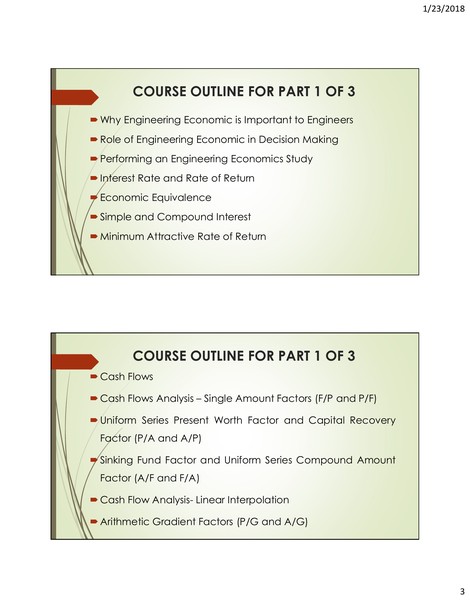 1/23/2018
COURSE OUTLINE FOR PART 1 OF 3
Why Engineering Economic is Important to Engineers
Role of Engineering Economic in Decision Making
Performing an Engineering Economics Study
Interest Rate and Rate of Return
Economic Equivalence
Simple and Compound Interest
Minimum Attractive Rate of Return
COURSE OUTLINE FOR PART 1 OF 3
Cash Flows
Cash Flows Analysis – Single Amount Factors (F/P and P/F)
Uniform Series Present Worth Factor and Capital Recovery
Factor (P/A and A/P)
Sinking Fund Factor and Uniform Series Compound Amount
Factor (A/F and F/A)
Cash Flow Analysis- Linear Interpolation
Arithmetic Gradient Factors (P/G and A/G)
3